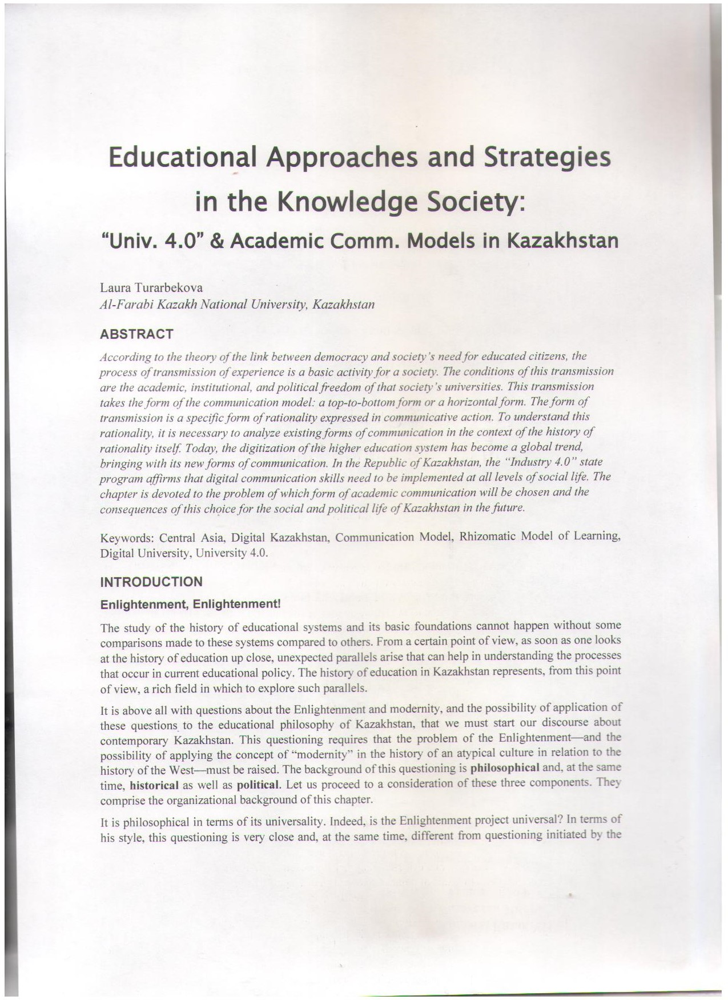 Educational Approaches and Strategies
in the Knowledge Society:
“Univ. 4.0” & Academic Comm. Models in Kazakhstan
Laura Turarbekova
Al-Farabi Kazakh National University, Kazakhstan
ABSTRACT
According to the theory of the link between democracy and society’s need for educated citizens, the
process of transmission of experience is a basic activity for a society. The conditions of this transmission
are the academic, institutional, and political freedom of that society’s universities. This transmission
takes the form of the communication model: a top-to-bottom form or a horizontal form. The form of
transmission is a specific form of rationality expressed in communicative action. To understand this
rationality, it is necessary to analyze existing forms of communication in the context of the history of
rationality itself. Today, the digitization of the higher education system has become a global trend,
bringing with its new forms of communication. In the Republic of Kazakhstan, the “Industry 4.0” state
program affirms that digital communication skills need to be implemented at all levels of social life. The
chapter is devoted to the problem of which form of academic communication will be chosen and the
consequences of this choice for the social and political life of Kazakhstan in the future.
Keywords: Central Asia, Digital Kazakhstan, Communication Model, Rhizomatic Model of Learning,
Digital University, University 4.0.
INTRODUCTION
Enlightenment, Enlightenment!
The study of the history of educational systems and its basic foundations cannot happen without some
comparisons made to these systems compared to others. From a certain point of view, as soon as one looks
at the history of education up close, unexpected parallels arise that can help in understanding the processes
that occur in current educational policy. The history of education in Kazakhstan represents, from this point
of view, a rich field in which to explore such parallels.
It is above all with questions about the Enlightenment and modernity, and the possibility of application of
these questions to the educational philosophy of Kazakhstan, that we must start our discourse about
contemporary Kazakhstan. This questioning requires that the problem of the Enlightenment—and the
possibility of applying the concept of “modernity” in the history of an atypical culture in relation to the
history of the West—must be raised. The background of this questioning is philosophical and, at the same
time, historical as well as political. Let us proceed to a consideration of these three components. They
comprise the organizational background of this chapter.
It is philosophical in terms of its universality. Indeed, is the Enlightenment project universal? In terms of
his style, this questioning is very close and, at the same time, different from questioning initiated by the